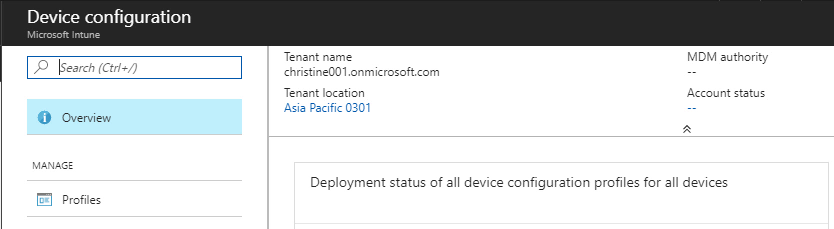 Device configuration
Microsoft Intune
Search (Ctrl+/)
Overview
MANAGE
Profiles
Tenant name
christine001.onmicrosoft.com
Tenant location
Asia Pacific 0301
MDM authority
--
Account status
--
Deployment status of all device configuration profiles for all devices